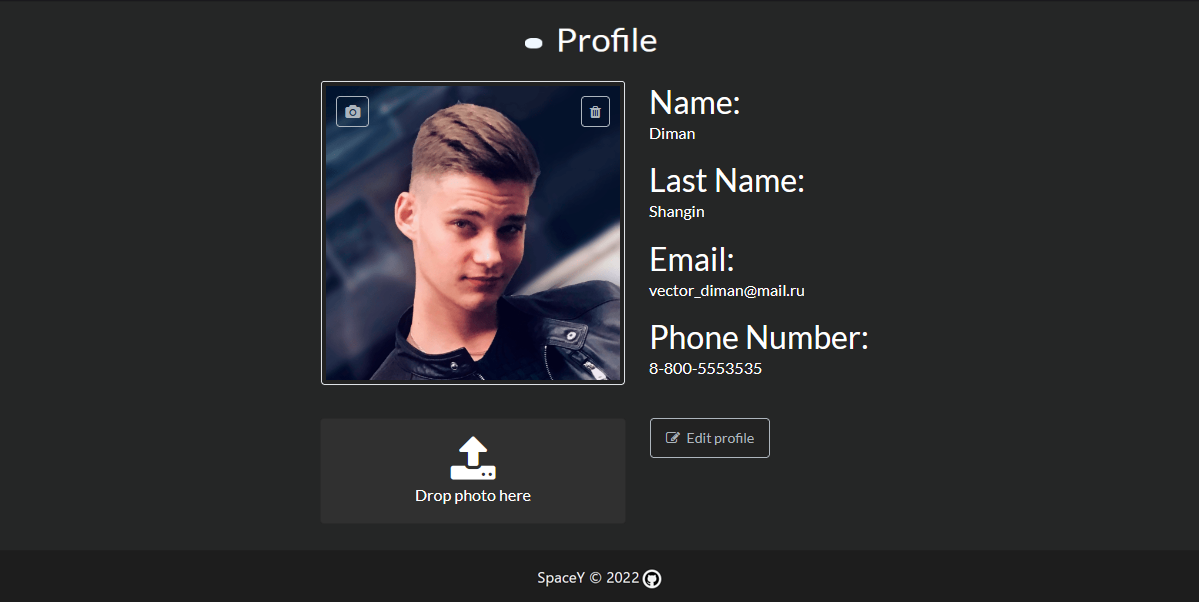 Profile
Name:
Diman
Last Name:
Shangin
Email:
vector_diman@mail.ru
Phone Number:
8-800-5553535
Edit profile
Drop photo here
SpaceY © 2022